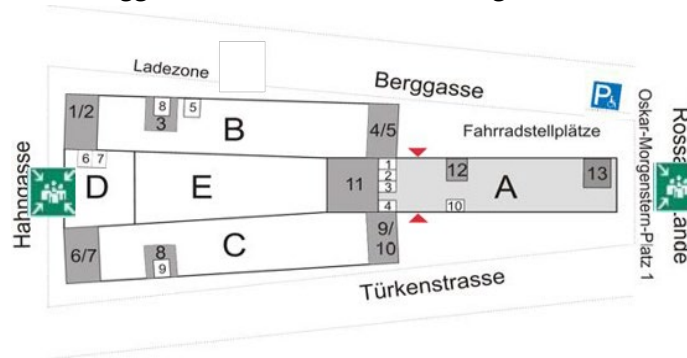 Ladezone
Berggasse
P
Fahrradstellplätze
Oskar-Morgenstern-Platz 1
Hahngasse
1/2
8
3
5
B
4/5
6 7
D
E
11
1
2
3
4
12
10
A
13
6/7
8
9
C
9/
10
Türkenstrasse